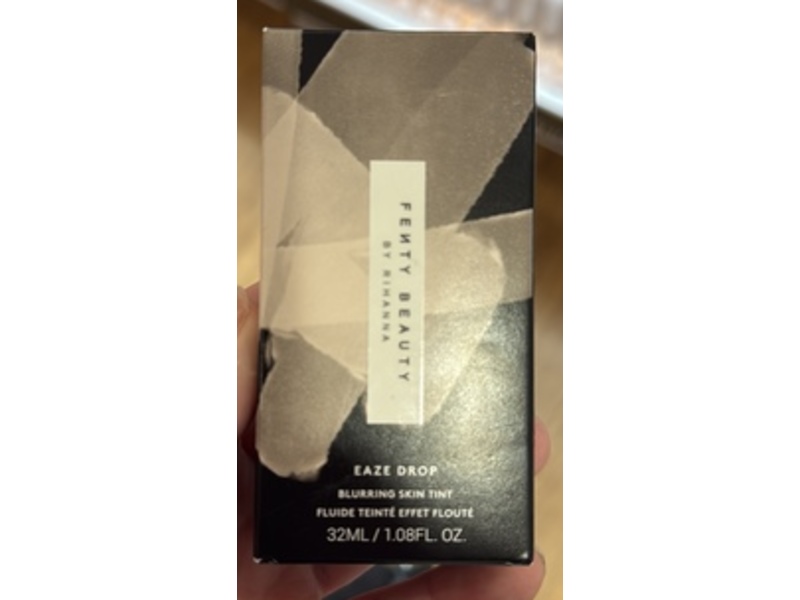 FENTY BEAUTY
BY RIHANNA
EAZE DROP
BLURRING SKIN TINT
FLUIDE TEINTÉ EFFET FLOUTÉ
32ML / 1.08FL. OZ.